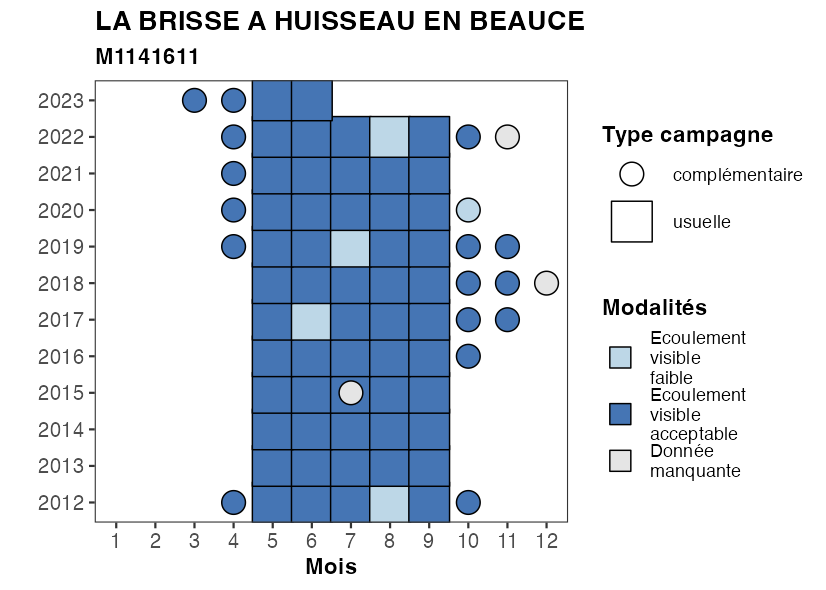 LA BRISSE A HUISSEAU EN BEAUCE
M1141611
2023
2022
2021
2020
2019
2018
2017
2016
2015
2014
2013
2012
1 2 3 4 5 6 7 8 9 10 11 12
Mois
Type campagne
complémentaire
usuelle
Modalités
Ecoulement
visible
faible
Ecoulement
visible
acceptable
Donnée
manquante